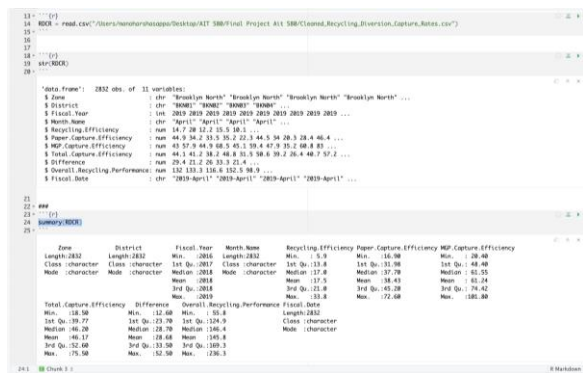 13 ```{r}
14 RDCR = read.csv("/Users/manoharshasappa/Desktop/AIT 580/Final Project Ait 580/Cleaned_Recycling_Diversion_Capture_Rates.csv")
15 ```
16
17
18 ```{r}
19 str(RDCR)
20 ```
'data.frame': 2832 obs. of 11 variables:
$ Zone : chr "Brooklyn North" "Brooklyn North" "Brooklyn North" "Brooklyn North" ...
$ District : chr "BKN01" "BKN02" "BKN03" "BKN04" ...
$ Fiscal.Year : int 2019 2019 2019 2019 2019 2019 2019 2019 2019 2019 ...
$ Month.Name : chr "April" "April" "April" "April" ...
$ Recycling.Efficiency : num 14.7 20 12.2 15.5 10.1 ...
$ Paper.Capture.Efficiency : num 44.9 34.2 33.5 35.2 22.3 44.5 34 20.3 28.4 46.4 ...
$ MGP.Capture.Efficiency : num 43 57.9 44.9 68.5 45.1 59.4 47.9 35.2 60.8 83 ...
$ Total.Capture.Efficiency : num 44.1 41.2 38.2 48.8 31.5 50.6 39.2 26.4 40.7 57.2 ...
$ Difference : num 29.4 21.2 26 33.3 21.4 ...
$ Overall.Recycling.Performance: num 132 133.3 116.6 152.5 98.9 ...
$ Fiscal.Date : chr "2019-April" "2019-April" "2019-April" "2019-April" ...
21
22 ###
23 ```{r}
24 summary(RDCR)
25 ```
Zone District Fiscal.Year Month.Name Recycling.Efficiency Paper.Capture.Efficiency MGP.Capture.Efficiency
Length:2832 Length:2832 Min. :2016 Length:2832 Min. : 5.9 Min. :16.90 Min. : 20.40
Class :character Class :character 1st Qu.:2017 Class :character 1st Qu.:13.8 1st Qu.:31.98 1st Qu.: 48.40
Mode :character Mode :character Median :2018 Mode :character Median :17.0 Median :37.70 Median : 61.55
Mean :2018 Mean :17.5 Mean :38.43 Mean : 61.24
3rd Qu.:2018 3rd Qu.:21.0 3rd Qu.:45.20 3rd Qu.: 74.42
Max. :2019 Max. :33.8 Max. :72.60 Max. :101.80
Total.Capture.Efficiency Difference Overall.Recycling.Performance Fiscal.Date
Min. :18.50 Min. :12.60 Min. : 55.8 Length:2832
1st Qu.:39.77 1st Qu.:23.70 1st Qu.:124.9 Class :character
Median :46.20 Median :28.70 Median :146.4 Mode :character
Mean :46.17 Mean :28.68 Mean :145.8
3rd Qu.:52.60 3rd Qu.:33.50 3rd Qu.:169.3
Max. :75.50 Max. :52.50 Max. :236.3
24:1 Chunk 3 R Markdown